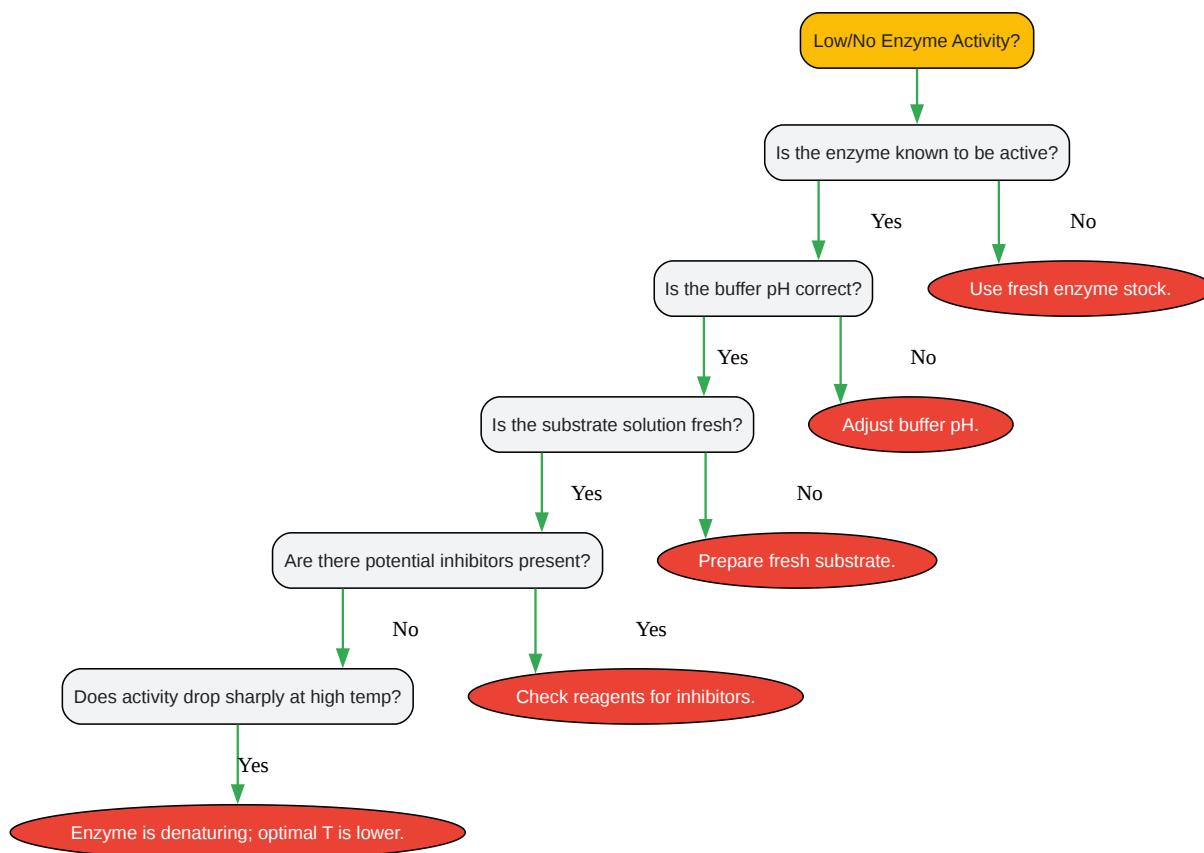 Low/No Enzyme Activity?
Is the enzyme known to be active?
Yes
No
Is the buffer pH correct?
Use fresh enzyme stock.
Yes
No
Is the substrate solution fresh?
Adjust buffer pH.
Yes
No
Are there potential inhibitors present?
Prepare fresh substrate.
No
Yes
Does activity drop sharply at high temp?
Check reagents for inhibitors.
Yes
Enzyme is denaturing; optimal T is lower.